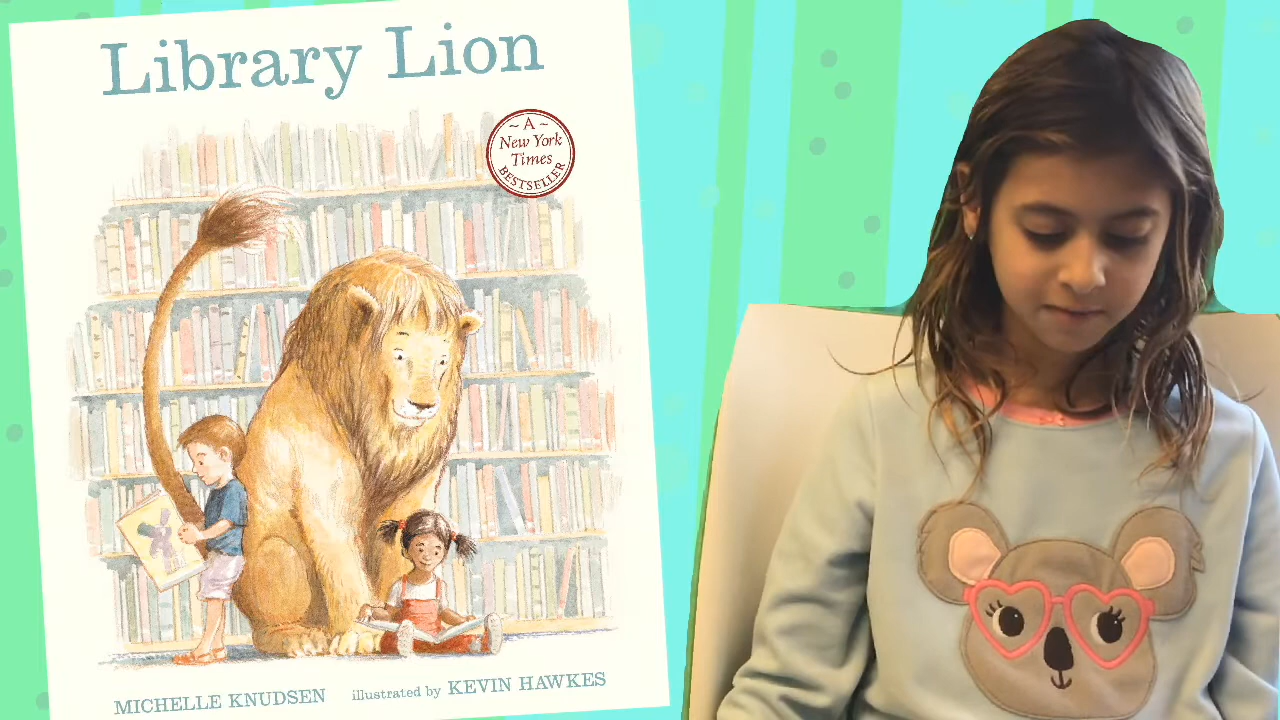 Library Lion
~ A ~
New York
Times
BESTSELLER
MICHELLE KNUDSEN illustrated by KEVIN HAWKES